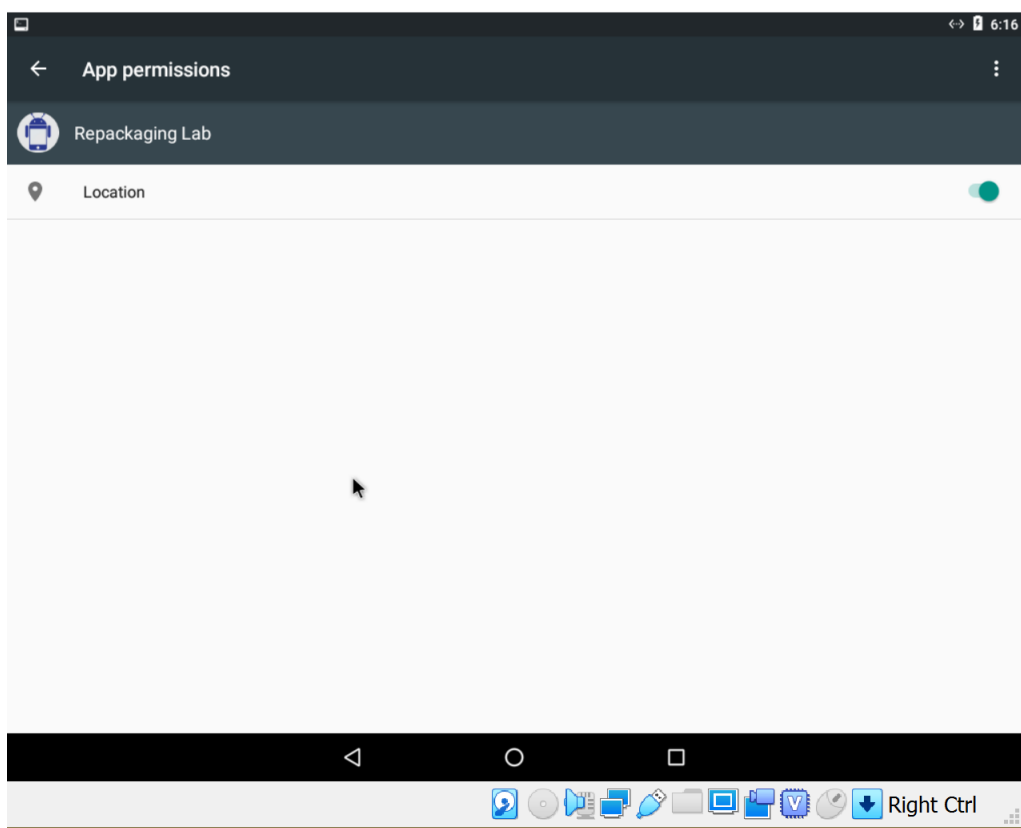 6:16
App permissions
Repackaging Lab
Location
V
Right Ctrl